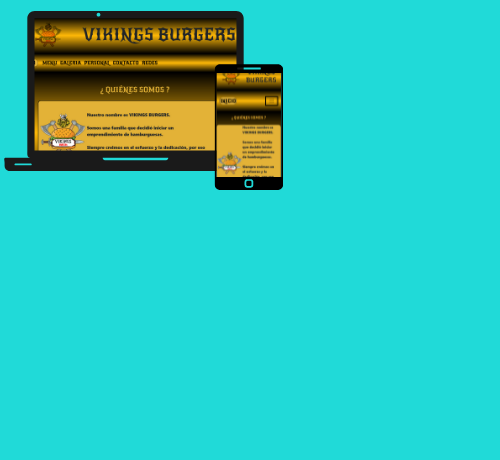 VIKINGS BURGERS
MENU GALERIA PERSONAL CONTACTO REDES
¿ QUIÉNES SOMOS ?
Nuestro nombre es VIKINGS BURGERS.
Somos una familia que decidió iniciar un
emprendimiento de hamburguesas.
Siempre creímos en el esfuerzo y la dedicación, por eso
VIKINGS
BURGERS
INICIO
¿ QUIÉNES SOMOS ?
Nuestro nombre es
VIKINGS BURGERS.
Somos una familia
que decidió iniciar
un emprendimiento
de hamburguesas.
Siempre creímos en
el esfuerzo y la